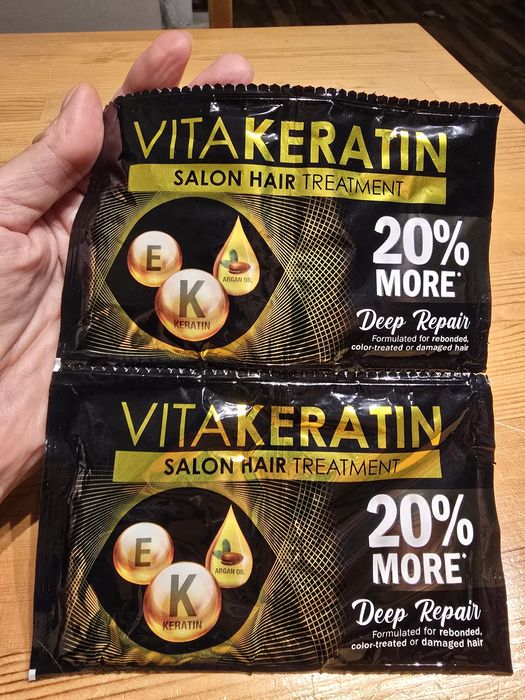 VITAKERATIN
SALON HAIR TREATMENT
E
ARGAN OIL
K
KERATIN
20%
MORE*
Deep Repair
Formulated for rebonded,
color-treated or damaged hair
VITAKERATIN
SALON HAIR TREATMENT
E
ARGAN OIL
K
KERATIN
20%
MORE*
Deep Repair
Formulated for rebonded,
color-treated or damaged hair